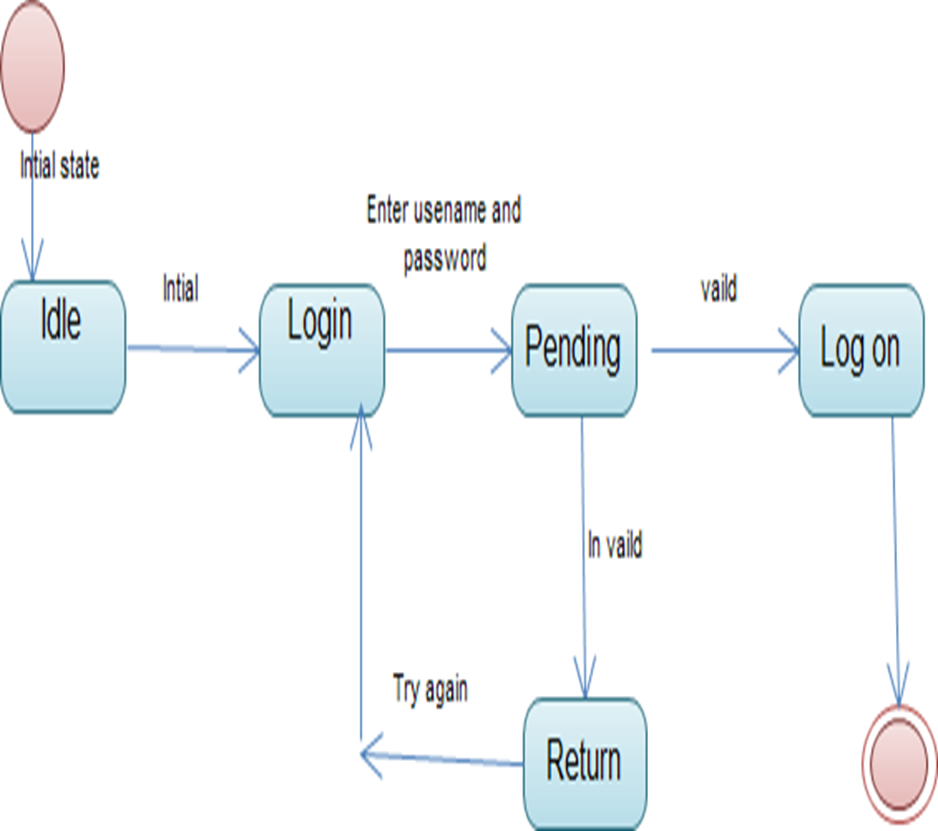 Intial state
Enter usename and
password
Intial
vaild
Idle
Login
Pending
Log on
In vaild
Try again
Return